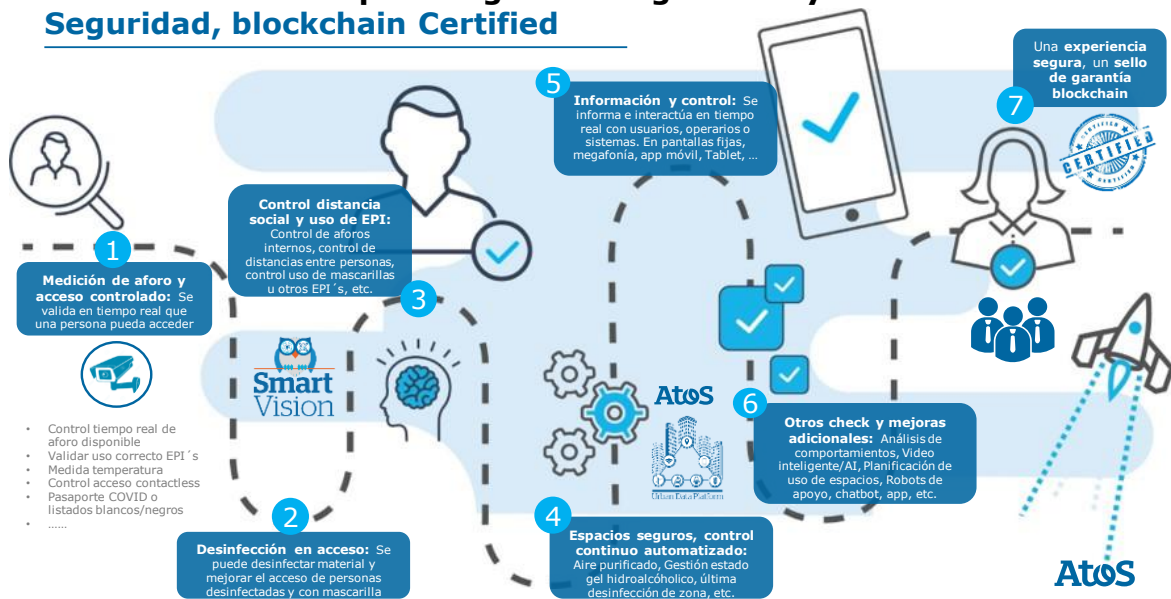 Seguridad, blockchain Certified
1
Medición de aforo y
acceso controlado: Se
valida en tiempo real que
una persona pueda acceder
• Control tiempo real de
aforo disponible
• Validar uso correcto EPI´s
• Medida temperatura
• Control acceso contactless
• Pasaporte COVID o
listados blancos/negros
• ......
2
Desinfección en acceso: Se
puede desinfectar material y
mejorar el acceso de personas
desinfectadas y con mascarilla
Control distancia
social y uso de EPI:
Control de aforos
internos, control de
distancias entre personas,
control uso de mascarillas
u otros EPI´s, etc.
3
Smart
Vision
4
Espacios seguros, control
continuo automatizado:
Aire purificado, Gestión estado
gel hidroalcóholico, última
desinfección de zona, etc.
5
Información y control: Se
informa e interactúa en tiempo
real con usuarios, operarios o
sistemas. En pantallas fijas,
megafonía, app móvil, Tablet, …
Atos
Urban Data Platform
6
Otros check y mejoras
adicionales: Análisis de
comportamientos, Video
inteligente/AI, Planificación de
uso de espacios, Robots de
apoyo, chatbot, app, etc.
Una experiencia
segura, un sello
de garantía
blockchain
7
CERTIFIED
CERTIFIED
CERTIFIED
Atos